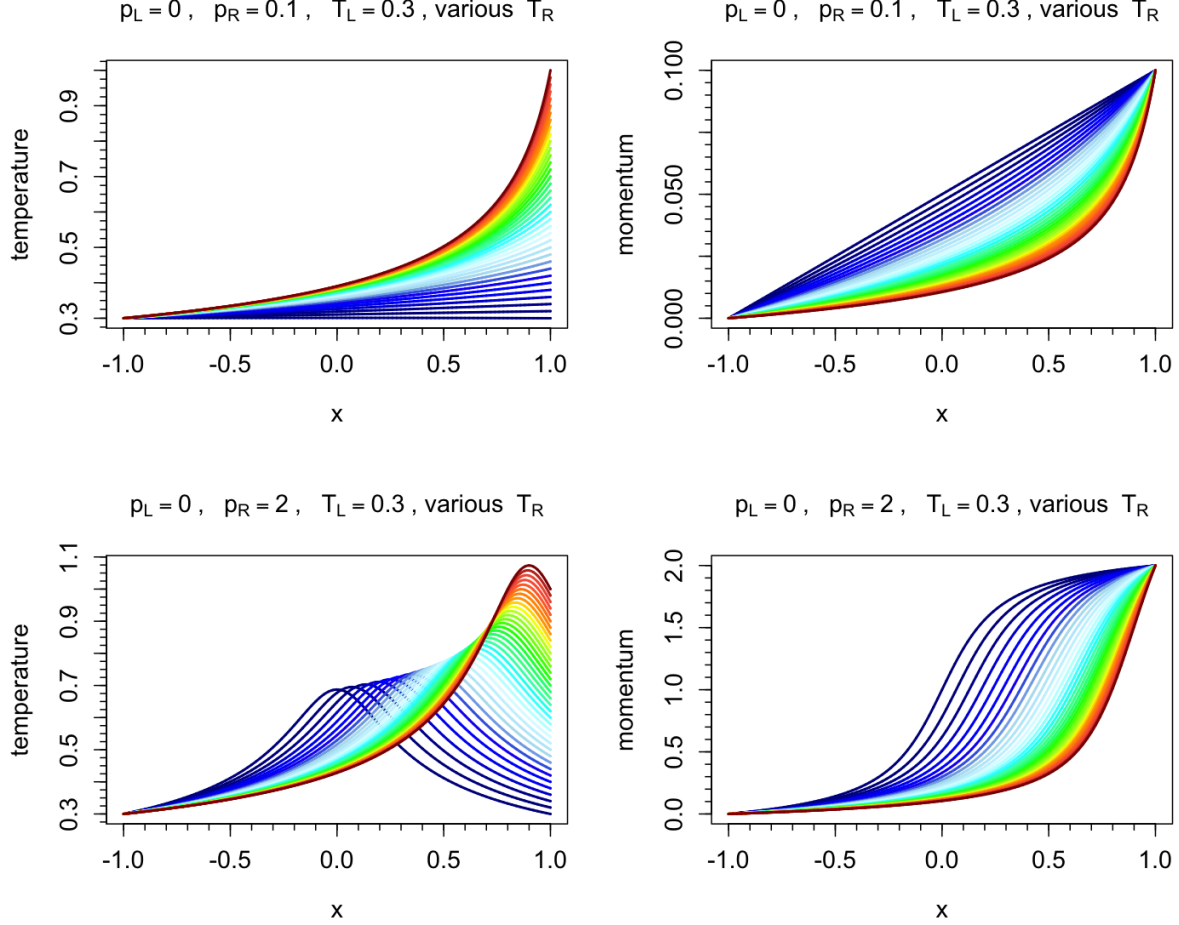 p_L = 0 , p_R = 0.1 , T_L = 0.3 , various T_R
temperature
0.3 0.5 0.7 0.9
-1.0 -0.5 0.0 0.5 1.0
x
p_L = 0 , p_R = 0.1 , T_L = 0.3 , various T_R
momentum
0.000 0.050 0.100
-1.0 -0.5 0.0 0.5 1.0
x
p_L = 0 , p_R = 2 , T_L = 0.3 , various T_R
temperature
0.3 0.5 0.7 0.9 1.1
-1.0 -0.5 0.0 0.5 1.0
x
p_L = 0 , p_R = 2 , T_L = 0.3 , various T_R
momentum
0.0 0.5 1.0 1.5 2.0
-1.0 -0.5 0.0 0.5 1.0
x